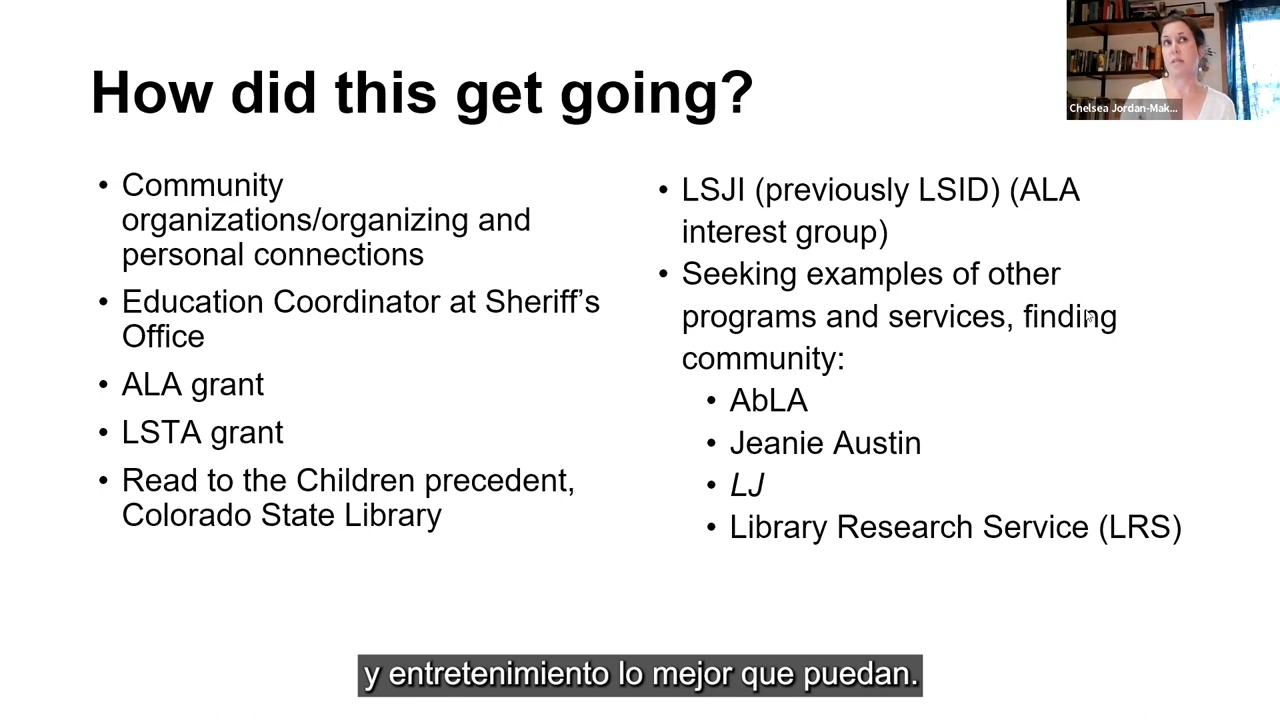 How did this get going?
Chelsea Jordan-Mak...
• Community
organizations/organizing and
personal connections
• Education Coordinator at Sheriff’s
Office
• ALA grant
• LSTA grant
• Read to the Children precedent,
Colorado State Library
• LSJI (previously LSID) (ALA
interest group)
• Seeking examples of other
programs and services, finding
community:
• AbLA
• Jeanie Austin
• LJ
• Library Research Service (LRS)
y entretenimiento lo mejor que puedan.